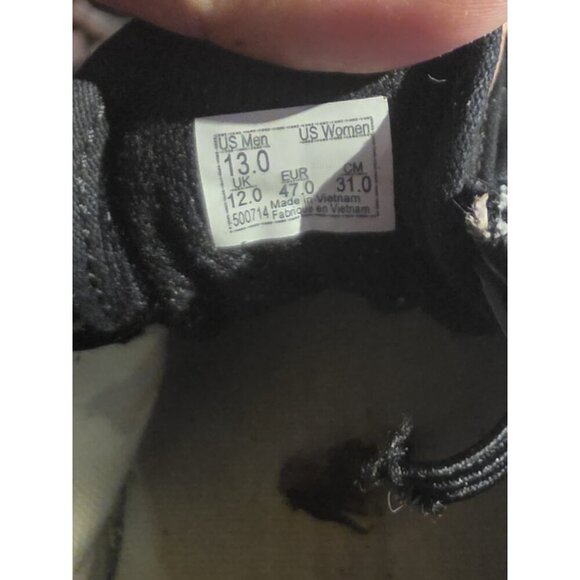 US Men US Women
13.0
UK EUR CM
12.0 47.0 31.0
500714 Made in Vietnam
Fabriqué en Vietnam